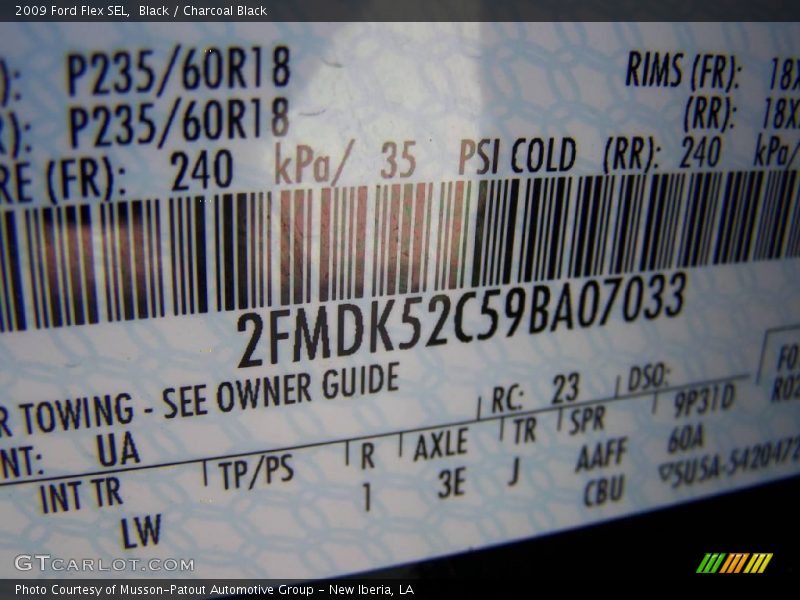 2009 Ford Flex SEL,  Black / Charcoal Black
): P235/60R18 RIMS (FR): 18X
R): P235/60R18 (RR): 18X
RE (FR): 240 kPa/ 35 PSI COLD (RR): 240 kPa/
2FMDK52C59BA07033
R TOWING - SEE OWNER GUIDE
NT: UA RC: 23 DSO: F0
INT TR TP/PS R AXLE TR SPR 9P31D R02
LW 1 3E J AAFF 60A
CBU 5USA-5420472
GTCARLOT.COM
Photo Courtesy of Musson-Patout Automotive Group - New Iberia, LA